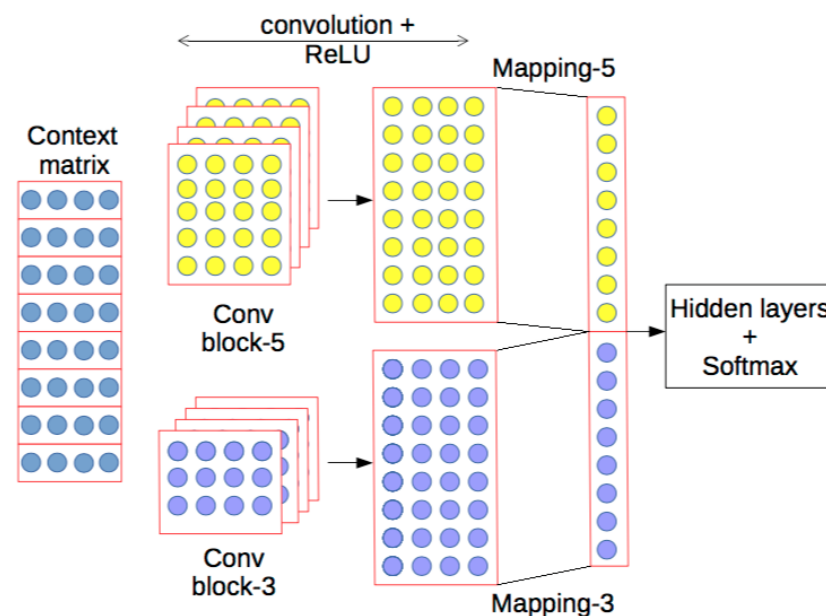 convolution +
ReLU
Mapping-5
Context
matrix
Conv
block-5
Hidden layers
+
Softmax
Conv
block-3
Mapping-3